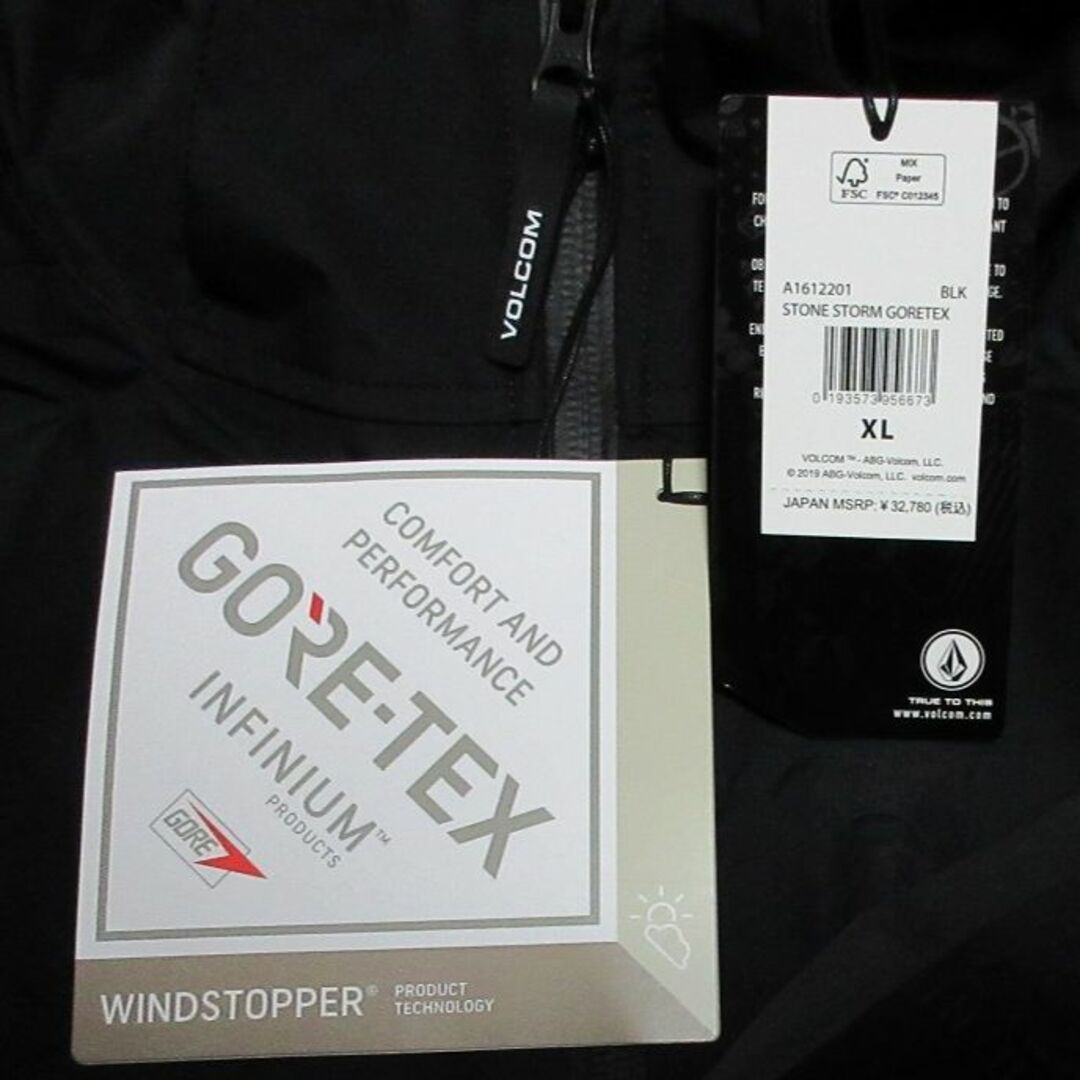 VOLCOM
FSC
MIX
Paper
FSC® C012345
A1612201 BLK
STONE STORM GORETEX
0 193573 956673
XL
VOLCOM ™ - ABG-Volcom, LLC.
© 2019 ABG-Volcom, LLC. volcom.com
JAPAN MSRP: ¥ 32,780 (税込)
TRUE TO THIS
www.volcom.com
COMFORT AND
PERFORMANCE
GORE-TEX
INFINIUM™
PRODUCTS
GORE
WINDSTOPPER® PRODUCT
TECHNOLOGY